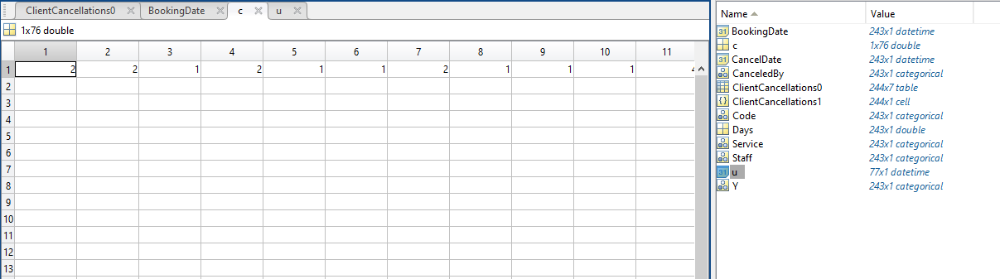 ClientCancellations0 BookingDate c u
1x76 double
1 2 3 4 5 6 7 8 9 10 11
1 2 2 1 2 1 1 2 1 1 1
2
3
4
5
6
7
8
9
10
11
12
13
Name Value
BookingDate 243x1 datetime
c 1x76 double
CancelDate 243x1 datetime
CanceledBy 243x1 categorical
ClientCancellations0 244x7 table
ClientCancellations1 244x1 cell
Code 243x1 categorical
Days 243x1 double
Service 243x1 categorical
Staff 243x1 categorical
u 77x1 datetime
Y 243x1 categorical